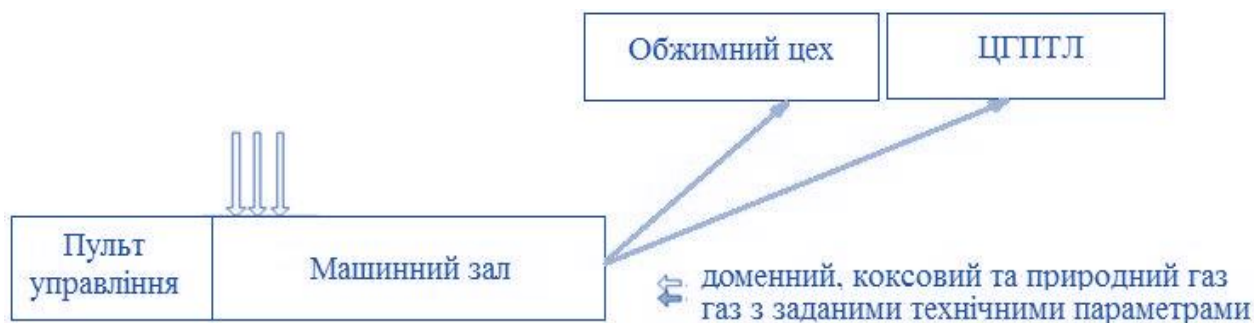 Обжимний цех
ЦГПТЛ
Пульт
управління
Машинний зал
доменний, коксовий та природний газ
газ з заданими технічними параметрами